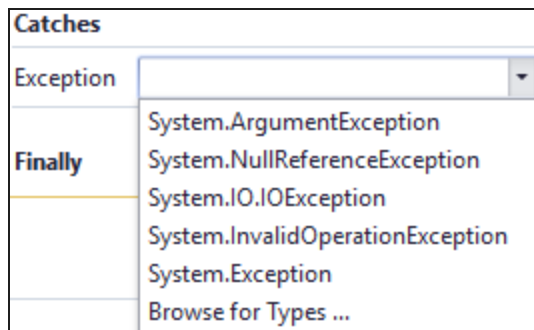 Catches
Exception
System.ArgumentException
System.NullReferenceException
Finally
System.IO.IOException
System.InvalidOperationException
System.Exception
Browse for Types ...